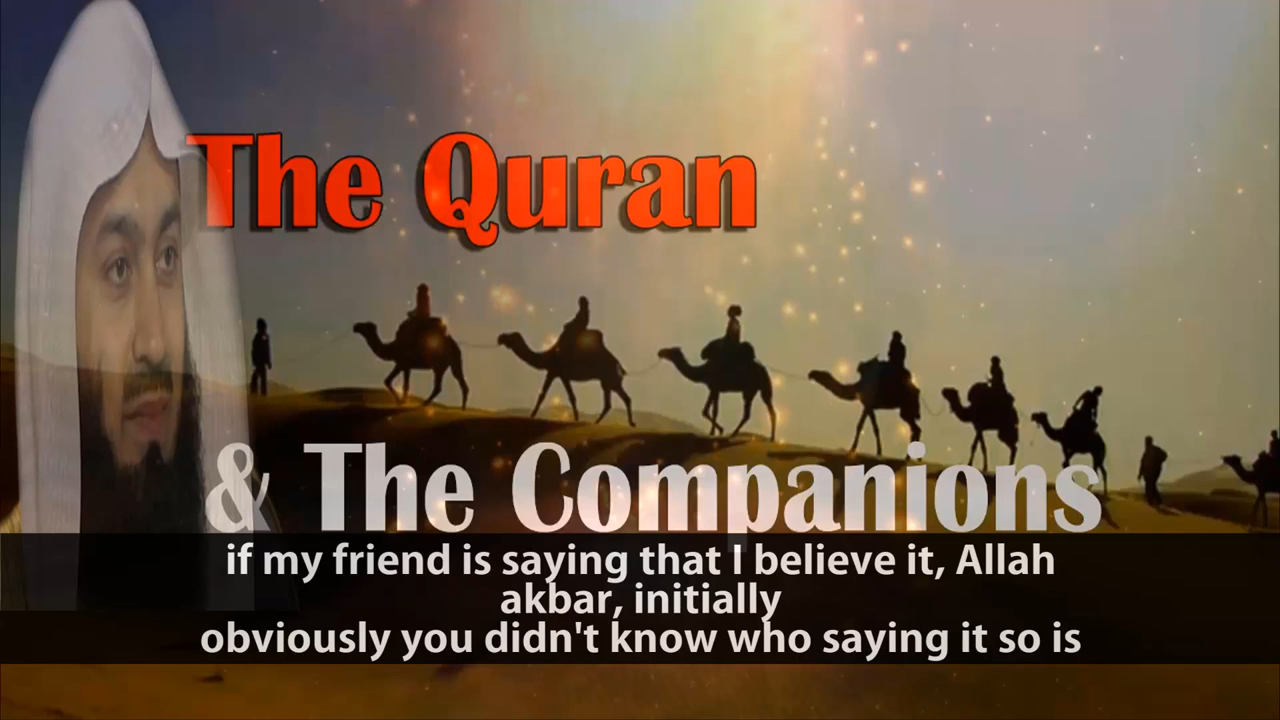 The Quran
& The Companions
if my friend is saying that I believe it, Allah
akbar, initially
obviously you didn't know who saying it so is